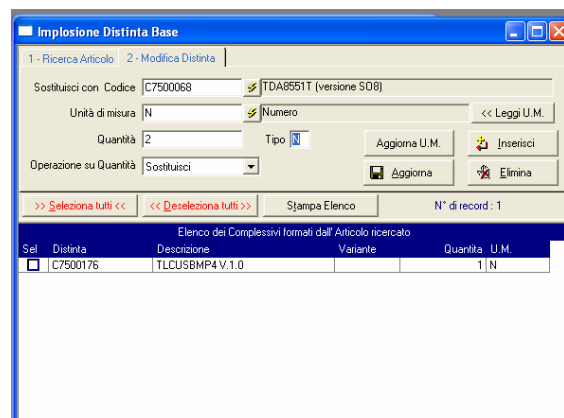 Implosione Distinta Base
1 - Ricerca Articolo 2 - Modifica Distinta
Sostituisci con Codice C7500068 TDA8551T (versione SO8)
Unità di misura N Numero << Leggi U.M.
Quantità 2 Tipo N Aggiorna U.M. Inserisci
Operazione su Quantità Sostituisci Aggiorna Elimina
>> Seleziona tutti << << Deseleziona tutti >> Stampa Elenco N° di record : 1
Elenco dei Complessivi formati dall' Articolo ricercato
Sel Distinta Descrizione Variante Quantita U.M.
C7500176 TLCUSBMP4 V.1.0 1 N